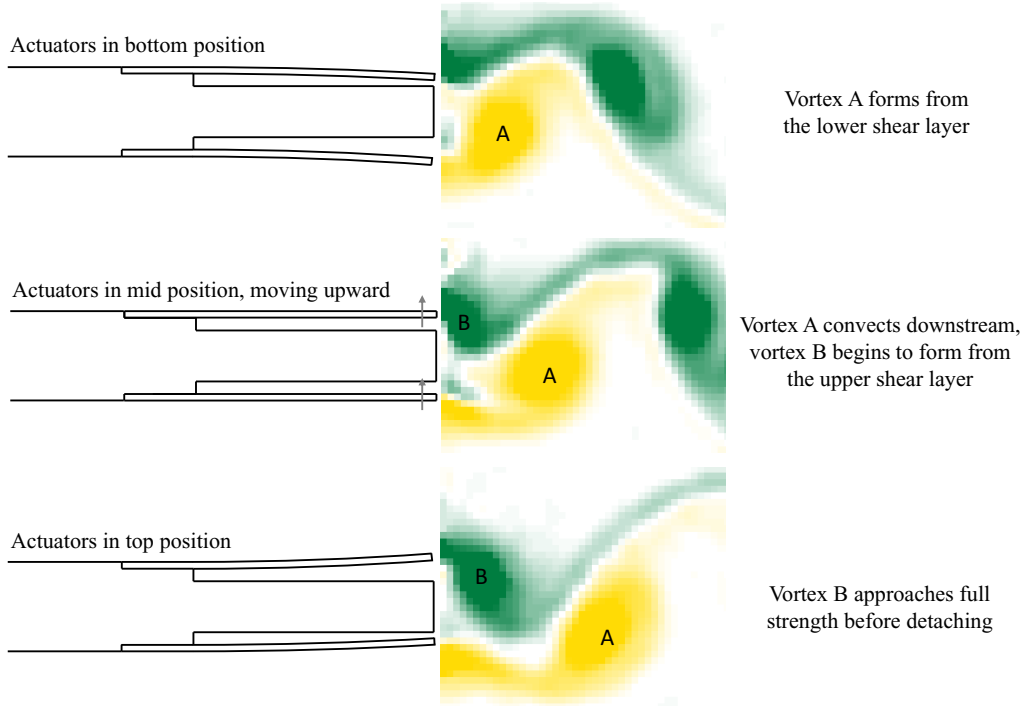 Actuators in bottom position
A
Vortex A forms from
the lower shear layer
Actuators in mid position, moving upward
B
A
Vortex A convects downstream,
vortex B begins to form from
the upper shear layer
Actuators in top position
B
A
Vortex B approaches full
strength before detaching